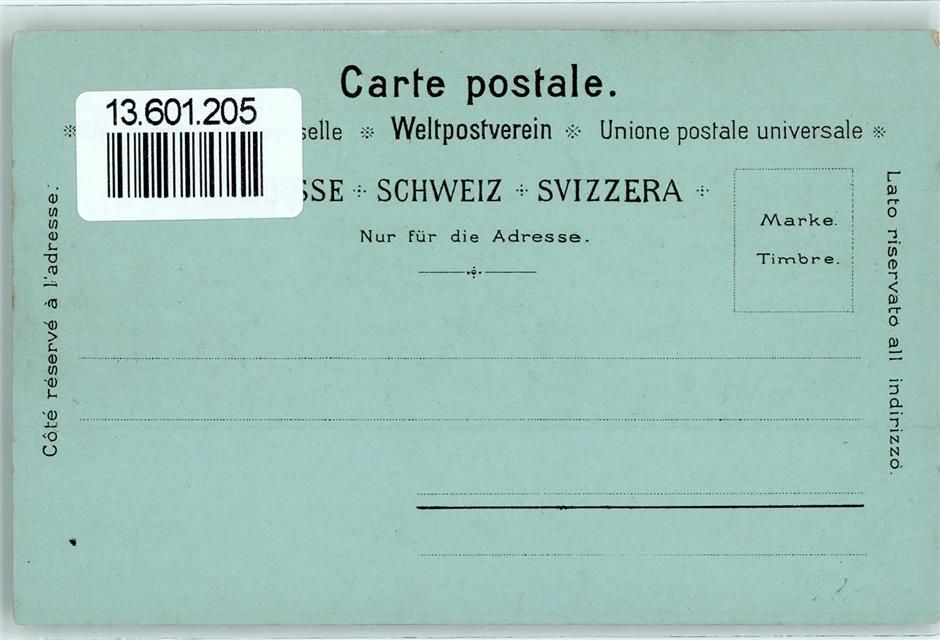 Carte postale.
13.601.205
selle ※ Weltpostverein ※ Unione postale universale ※
SSE ⁘ SCHWEIZ ⁘ SVIZZERA ⁘
Nur für die Adresse.
Marke.
Timbre.
Côté réservé à l'adresse.
Lato riservato all indirizzo.